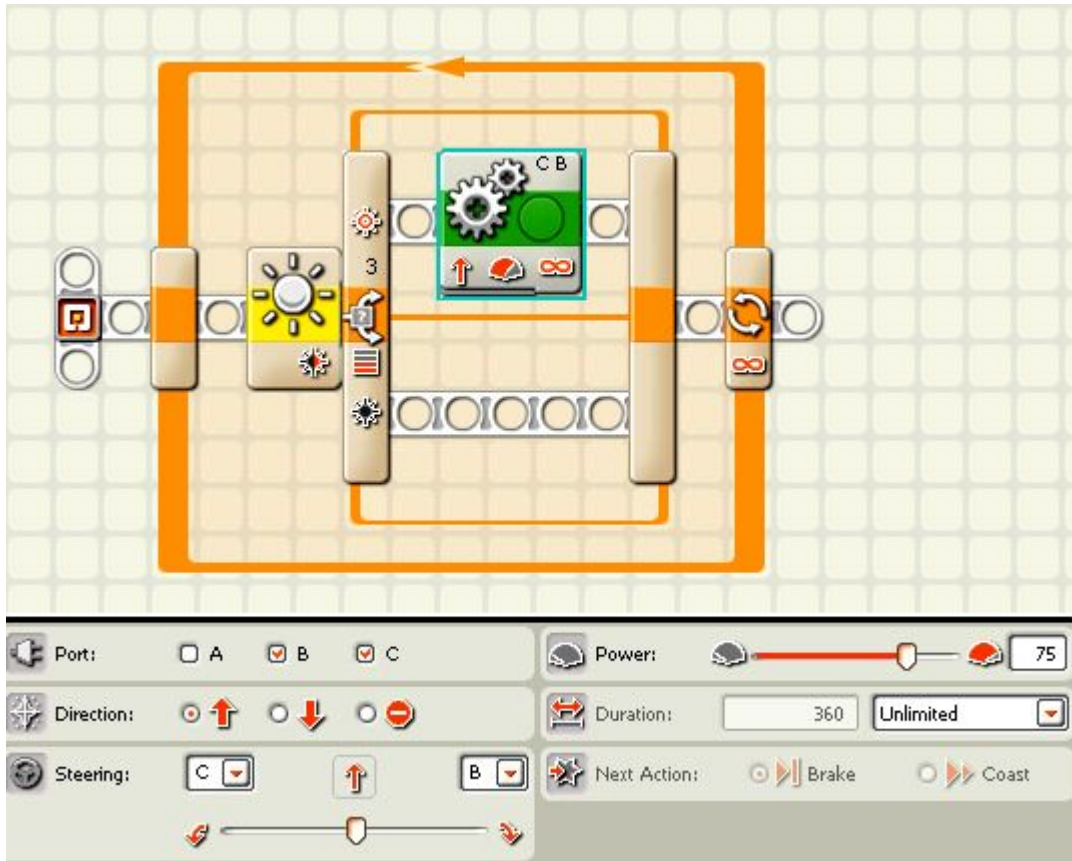 C B
3
Port:
A
B
C
Power:
75
Direction:
Duration:
360
Unlimited
Steering:
C
B
Next Action:
Brake
Coast